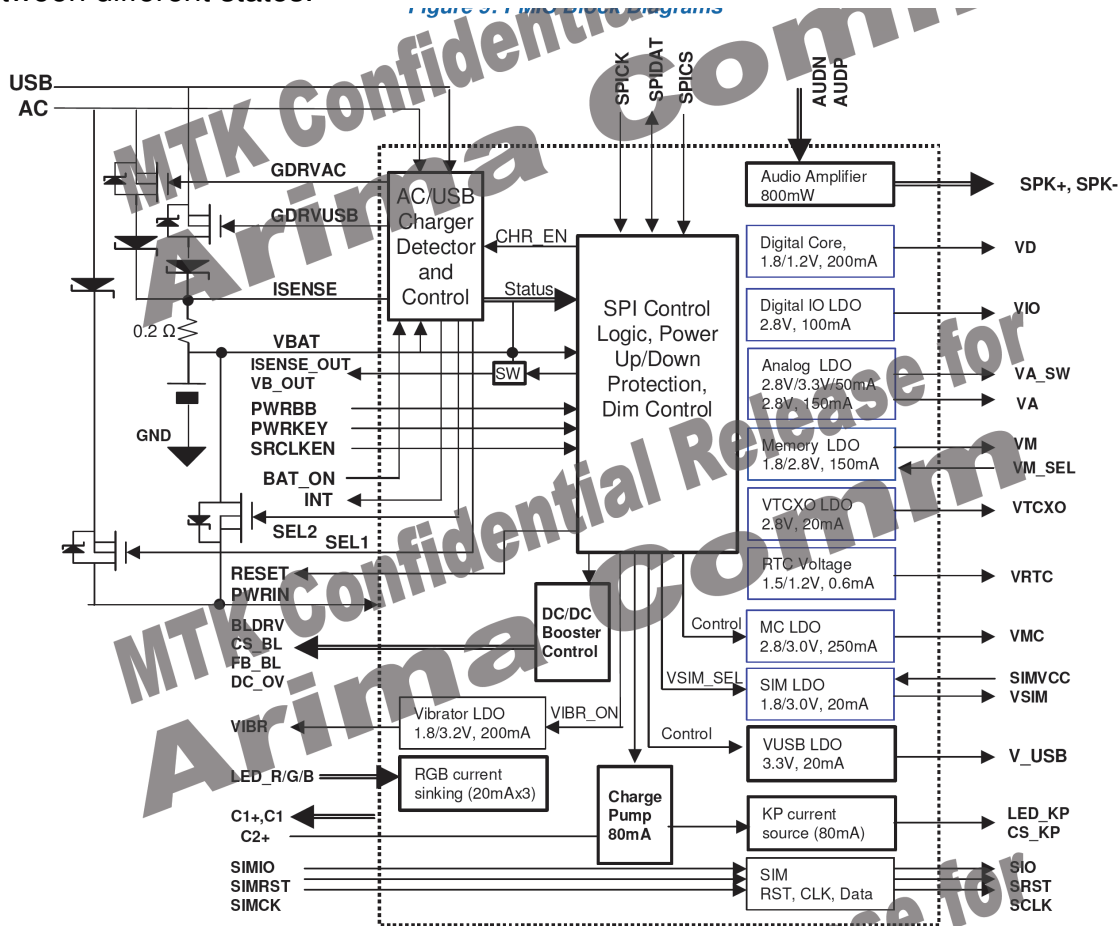 tween different states.
Figure 9. PMIC Block Diagrams
USB
AC
SPICK
SPIDAT
SPICS
AUDN
AUDP
GDRVAC
GDRVUSB
ISENSE
AC/USB
Charger
Detector
and
Control
CHR_EN
Status
Audio Amplifier
800mW
SPK+, SPK-
Digital Core,
1.8/1.2V, 200mA
VD
Digital IO LDO
2.8V, 100mA
VIO
SPI Control
Logic, Power
Up/Down
Protection,
Dim Control
0.2 Ω
VBAT
ISENSE_OUT
VB_OUT
SW
Analog LDO
2.8V/3.3V/50mA
2.8V, 150mA
VA_SW
VA
PWRBB
PWRKEY
SRCLKEN
GND
Memory LDO
1.8/2.8V, 150mA
VM
VM_SEL
BAT_ON
INT
VTCXO LDO
2.8V, 20mA
VTCXO
SEL2
SEL1
RTC Voltage
1.5/1.2V, 0.6mA
VRTC
RESET
PWRIN
BLDRV
CS_BL
FB_BL
DC_OV
DC/DC
Booster
Control
Control
MC LDO
2.8/3.0V, 250mA
VMC
VSIM_SEL
SIM LDO
1.8/3.0V, 20mA
SIMVCC
VSIM
VIBR
Vibrator LDO
1.8/3.2V, 200mA
VIBR_ON
Control
VUSB LDO
3.3V, 20mA
V_USB
LED_R/G/B
RGB current
sinking (20mAx3)
C1+,C1
C2+
Charge
Pump
80mA
KP current
source (80mA)
LED_KP
CS_KP
SIMIO
SIMRST
SIMCK
SIM
RST, CLK, Data
SIO
SRST
SCLK
MTK Confidential
Arima Comm
MTK Confidential Release for
Arima Comm
se for